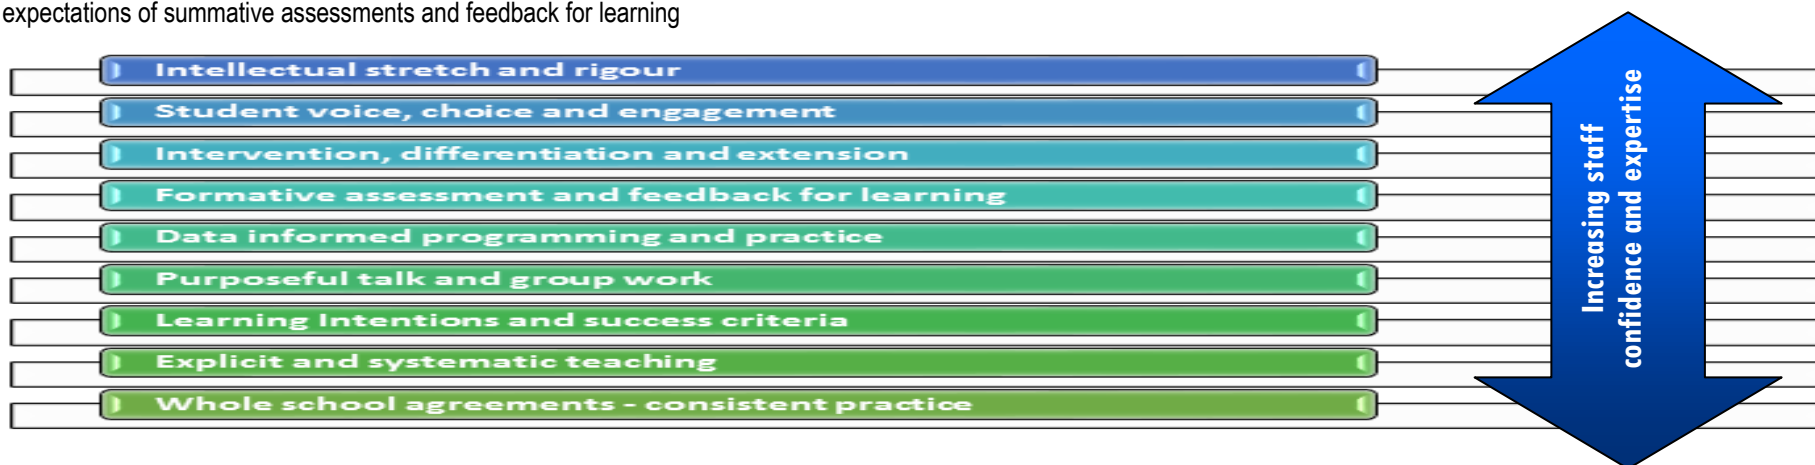 expectations of summative assessments and feedback for learning
Intellectual stretch and rigour
Student voice, choice and engagement
Intervention, differentiation and extension
Formative assessment and feedback for learning
Data informed programming and practice
Purposeful talk and group work
Learning Intentions and success criteria
Explicit and systematic teaching
Whole school agreements - consistent practice
Increasing staff
confidence and expertise